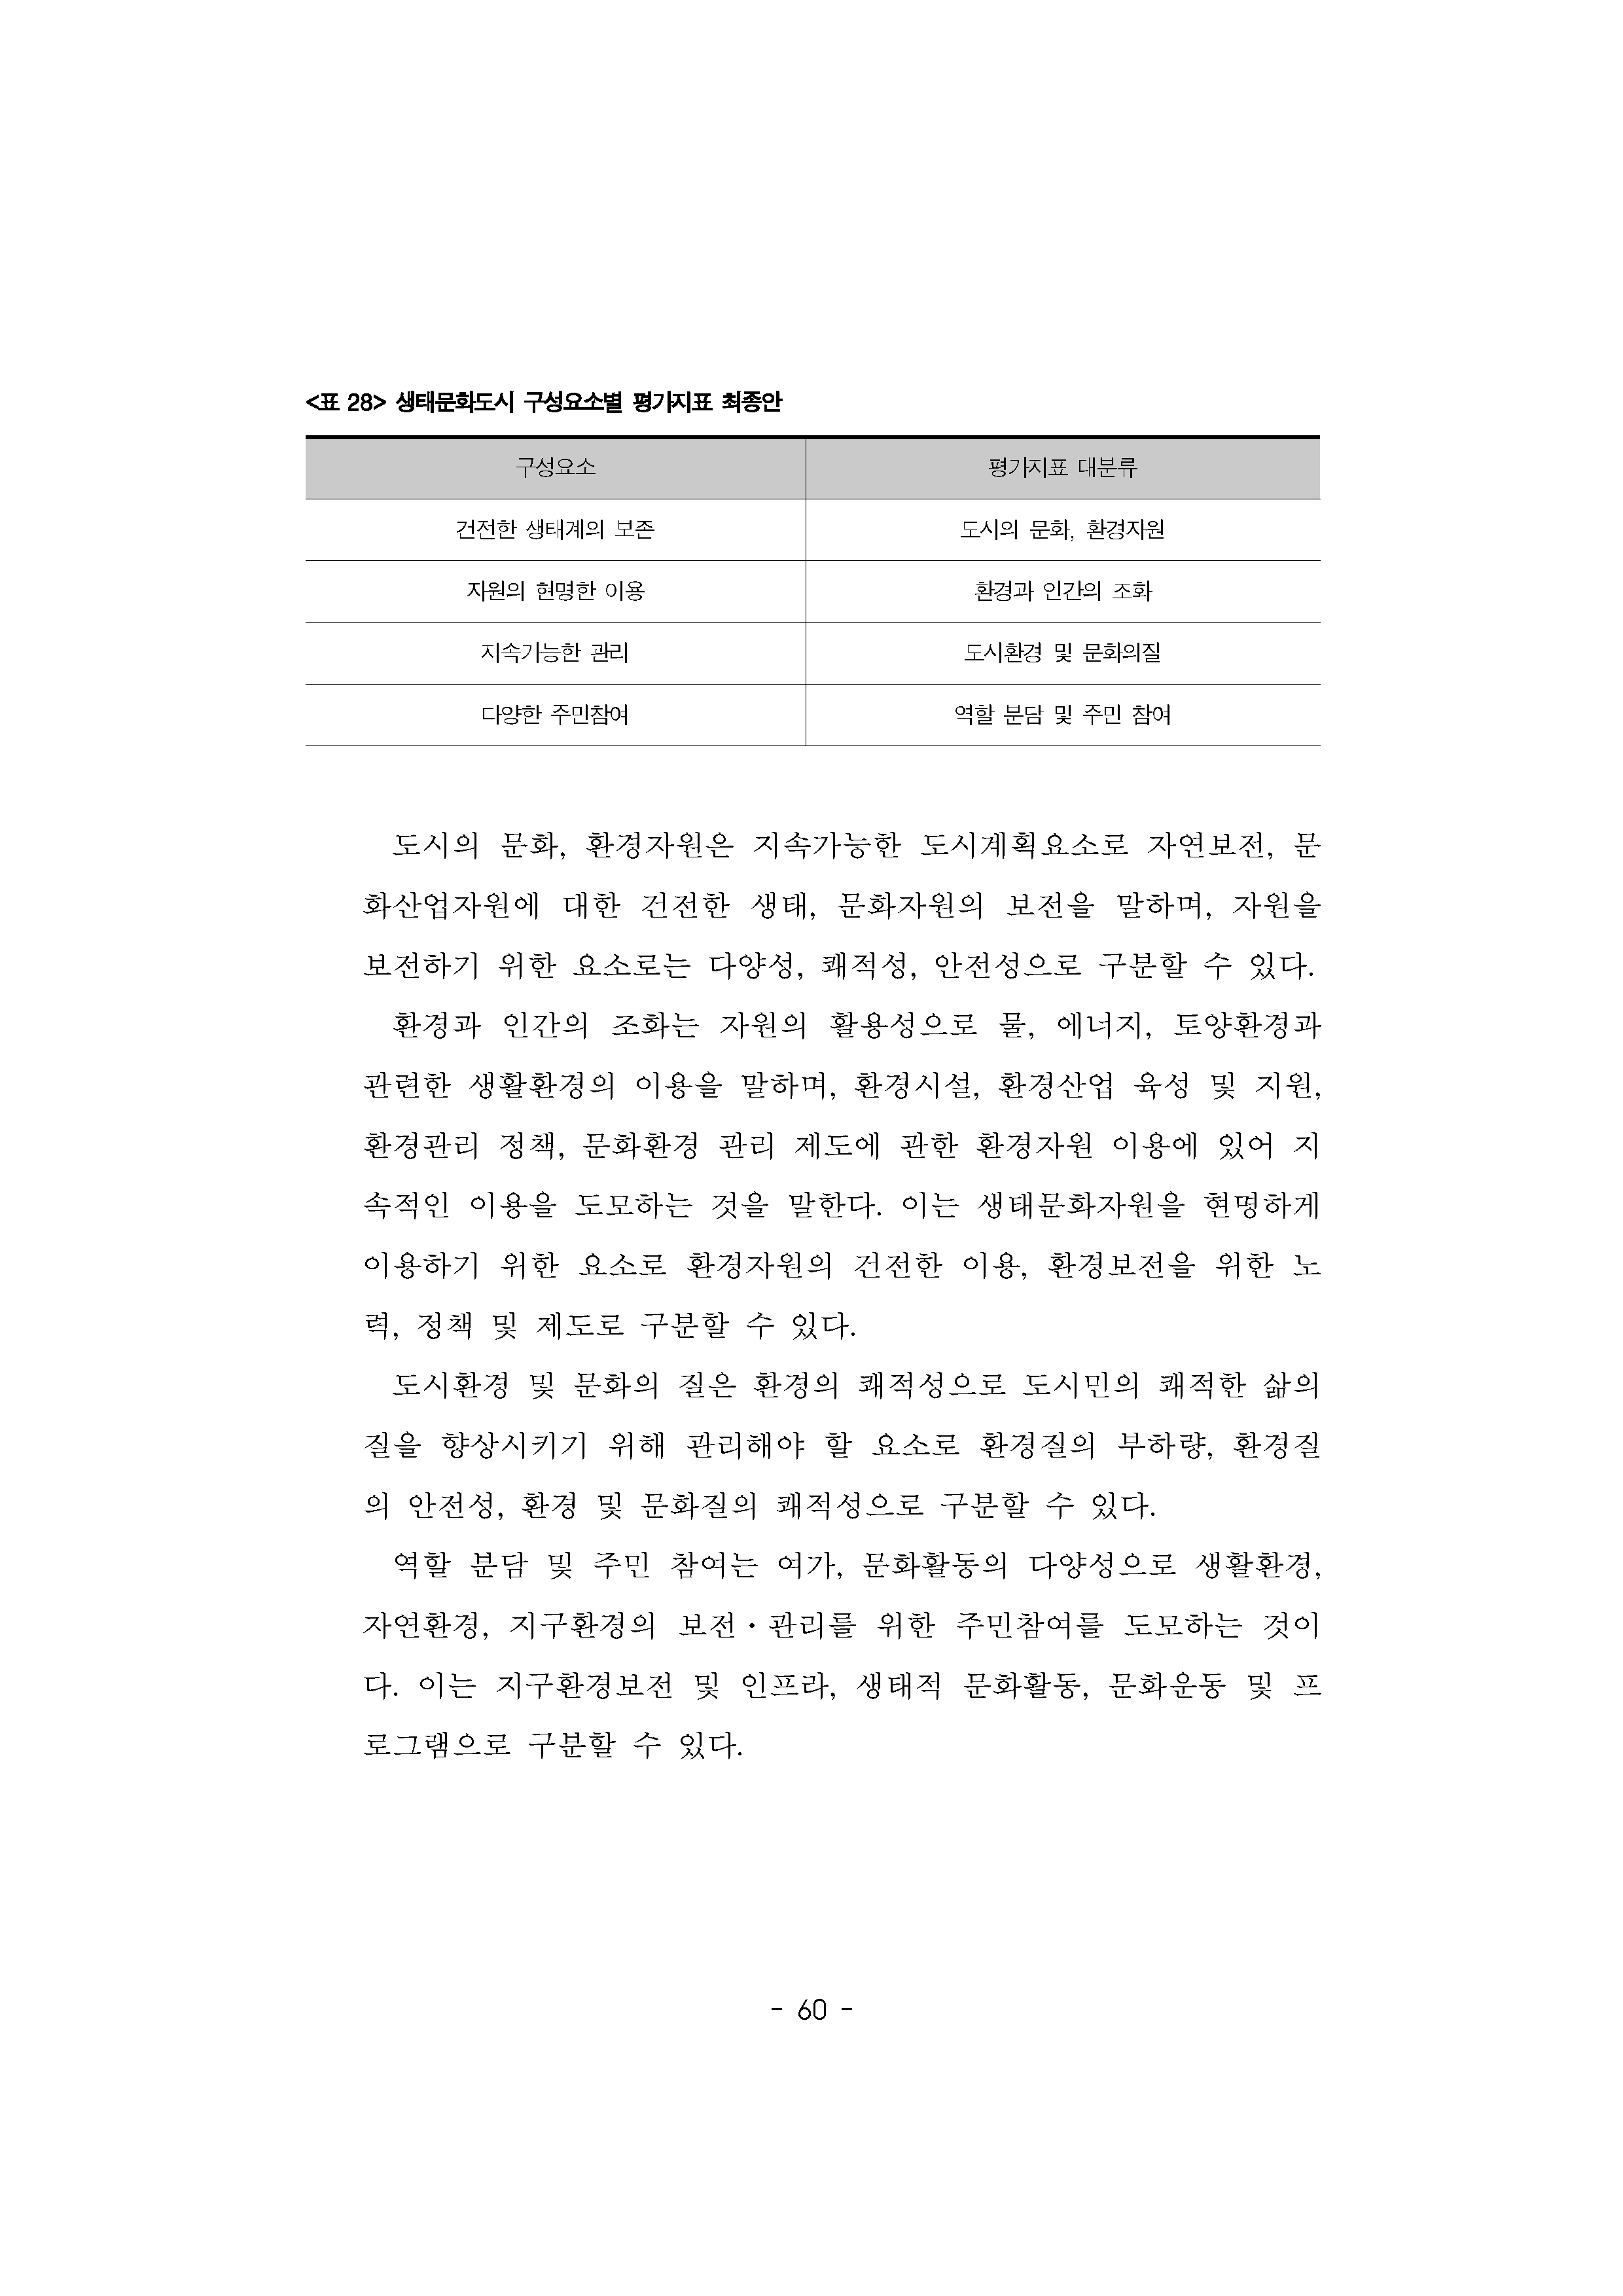 <표 28> 생태문화도시 구성요소별 평가지표 최종안
구성요소 평가지표 대분류
건전한 생태계의 보존 도시의 문화, 환경자원
자원의 현명한 이용 환경과 인간의 조화
지속가능한 관리 도시환경 및 문화의질
다양한 주민참여 역할 분담 및 주민 참여
도시의 문화, 환경자원은 지속가능한 도시계획요소로 자연보전, 문
화산업자원에 대한 건전한 생태, 문화자원의 보전을 말하며, 자원을
보전하기 위한 요소로는 다양성, 쾌적성, 안전성으로 구분할 수 있다.
환경과 인간의 조화는 자원의 활용성으로 물, 에너지, 토양환경과
관련한 생활환경의 이용을 말하며, 환경시설, 환경산업 육성 및 지원,
환경관리 정책, 문화환경 관리 제도에 관한 환경자원 이용에 있어 지
속적인 이용을 도모하는 것을 말한다. 이는 생태문화자원을 현명하게
이용하기 위한 요소로 환경자원의 건전한 이용, 환경보전을 위한 노
력, 정책 및 제도로 구분할 수 있다.
도시환경 및 문화의 질은 환경의 쾌적성으로 도시민의 쾌적한 삶의
질을 향상시키기 위해 관리해야 할 요소로 환경질의 부하량, 환경질
의 안전성, 환경 및 문화질의 쾌적성으로 구분할 수 있다.
역할 분담 및 주민 참여는 여가, 문화활동의 다양성으로 생활환경,
자연환경, 지구환경의 보전·관리를 위한 주민참여를 도모하는 것이
다. 이는 지구환경보전 및 인프라, 생태적 문화활동, 문화운동 및 프
로그램으로 구분할 수 있다.
- 60 -